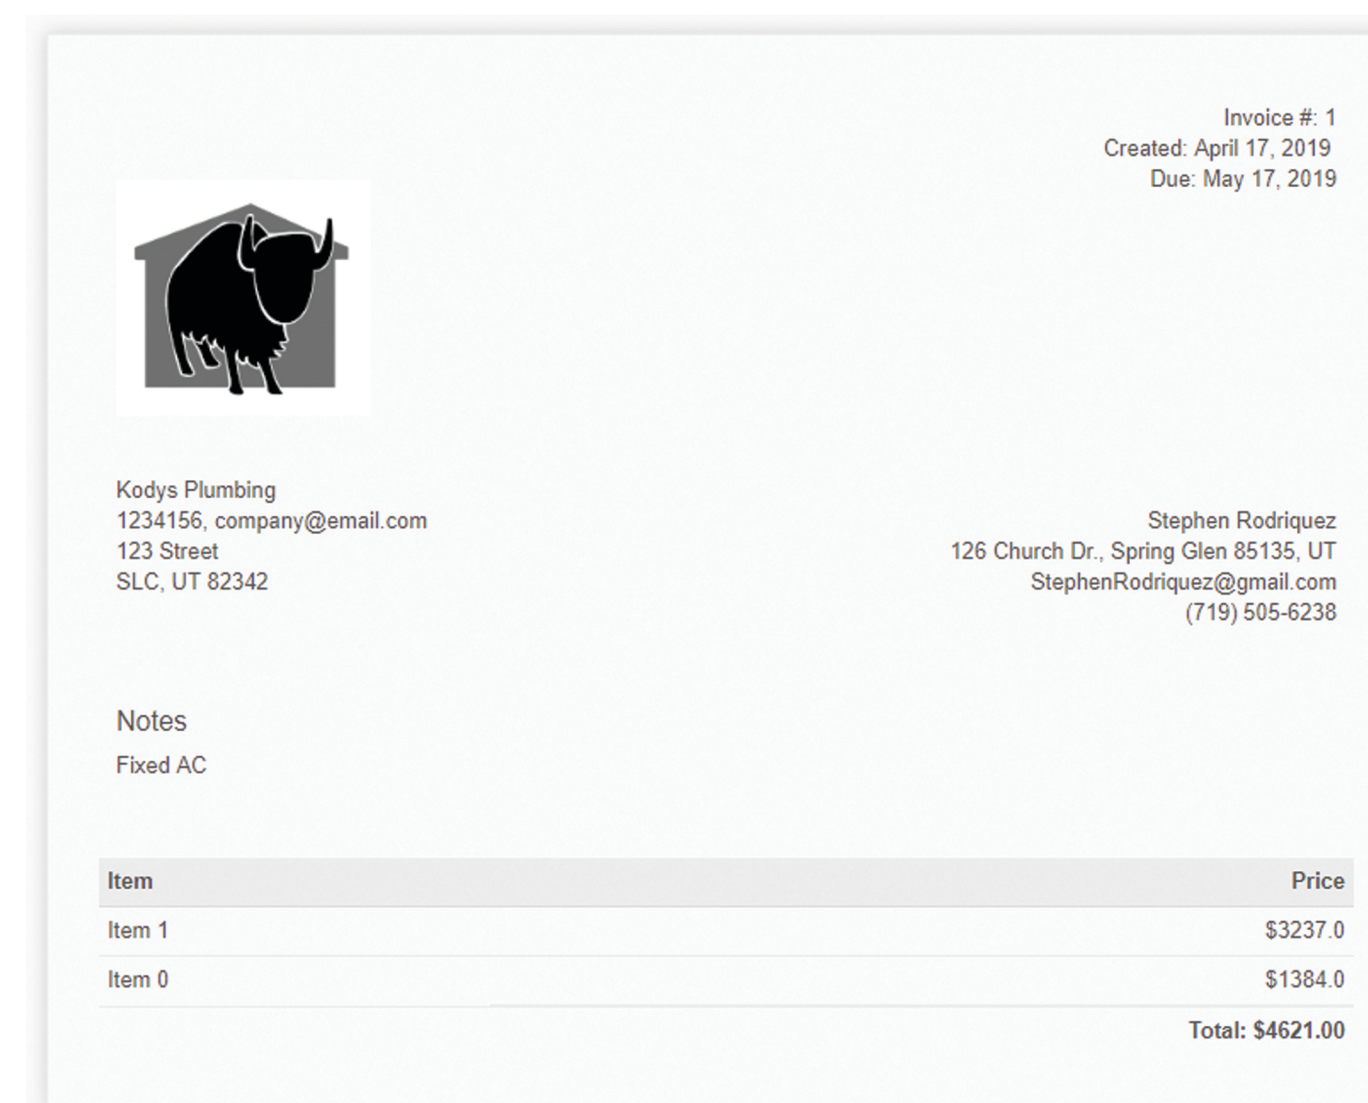 Invoice #: 1
Created: April 17, 2019
Due: May 17, 2019
Kodys Plumbing
1234156, company@email.com
123 Street
SLC, UT 82342
Stephen Rodriquez
126 Church Dr., Spring Glen 85135, UT
StephenRodriquez@gmail.com
(719) 505-6238
Notes
Fixed AC
Item Price
Item 1 $3237.0
Item 0 $1384.0
Total: $4621.00